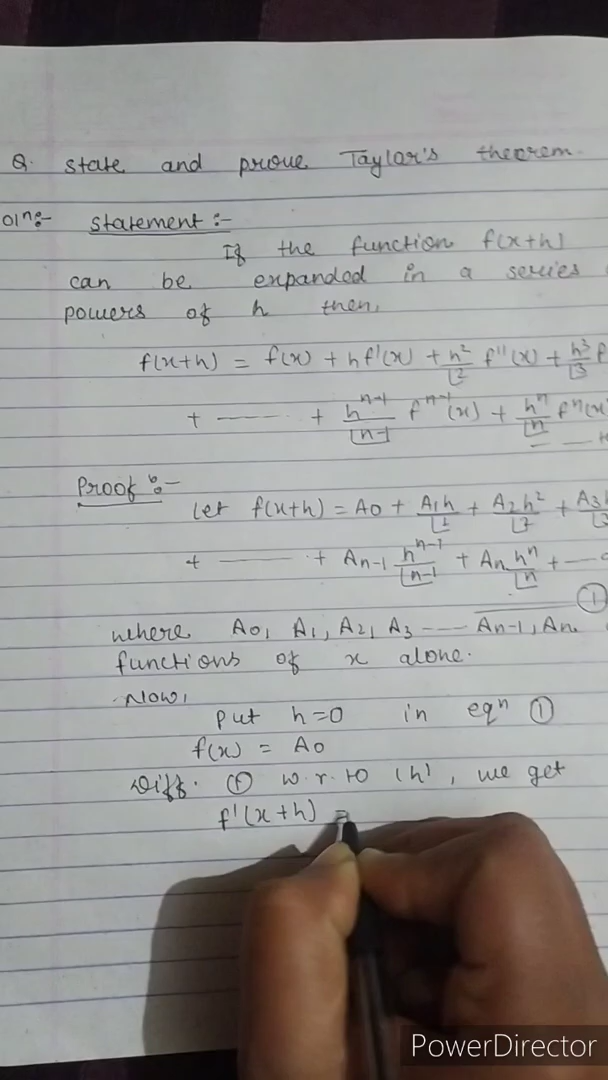 Q. state and prove Taylor's theorem.
Olⁿ:- Statement :-
If the function f(x+h)
can be expanded in a series
powers of h then,
f(x+h) = f(x) + hf'(x) + h²/⌊2 f''(x) + h³/⌊3 f
+ ------- + hⁿ⁻¹/⌊n-1 fⁿ⁻¹(x) + hⁿ/⌊n fⁿ(x)
Proof :-
Let f(x+h) = A0 + A1h/⌊1 + A2h²/⌊2 + A3h
+ ------- + An-1 hⁿ⁻¹/⌊n-1 + An hⁿ/⌊n + ---
①
where A0, A1, A2, A3 ---- An-1, An.
functions of x alone.
Now,
put h=0 in eqⁿ ①
f(x) = A0
Diff. ① w.r.to 'h', we get
f'(x+h) =
PowerDirector